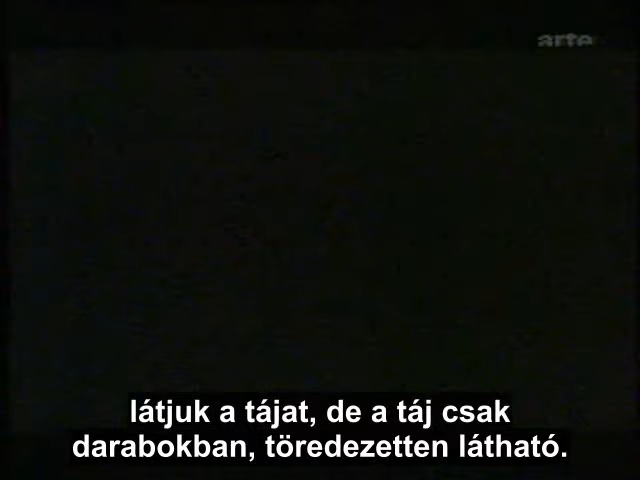 arte
látjuk a tájat, de a táj csak
darabokban, töredezetten látható.